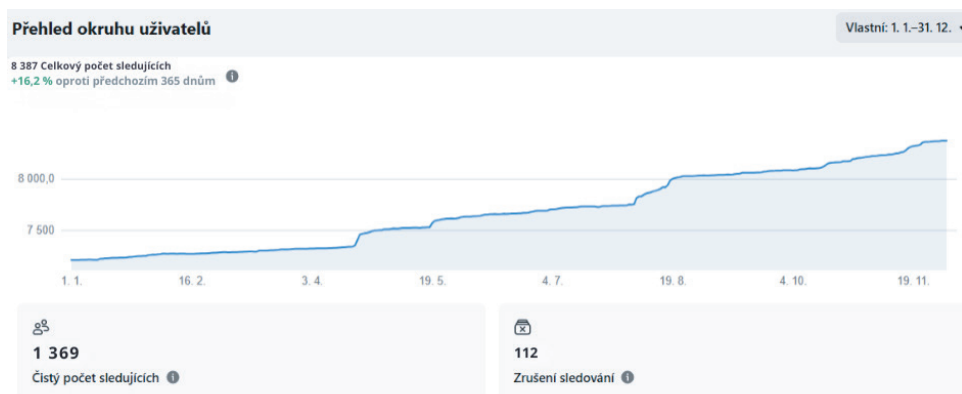 Přehled okruhu uživatelů
Vlastní: 1. 1.–31. 12.
8 387 Celkový počet sledujících
+16,2 % oproti předchozím 365 dnům
8 000,0
7 500
1. 1. 16. 2. 3. 4. 19. 5. 4. 7. 19. 8. 4. 10. 19. 11.
1 369
Čistý počet sledujících
112
Zrušení sledování